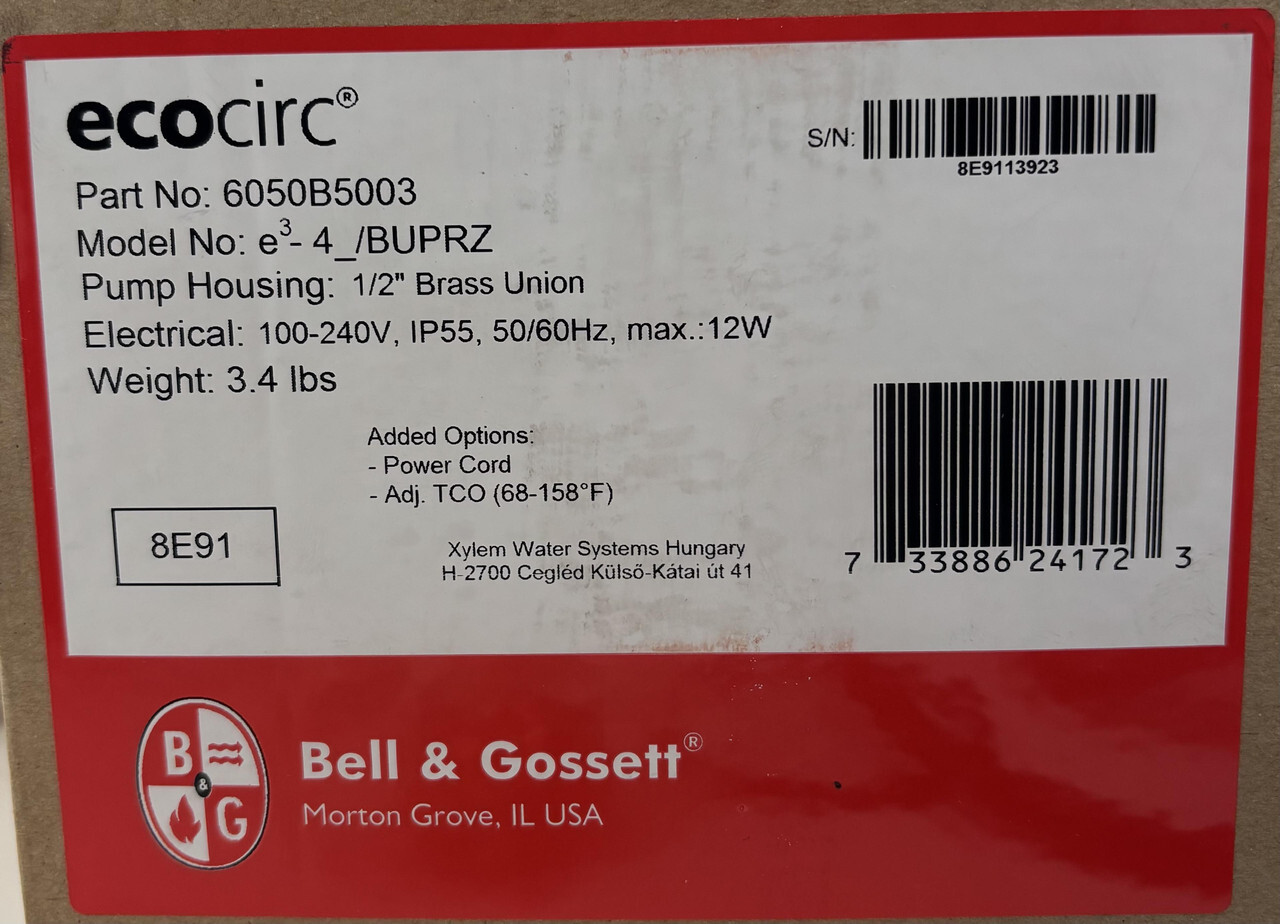 ecocirc®
S/N:
8E9113923
Part No: 6050B5003
Model No: e³- 4_/BUPRZ
Pump Housing: 1/2" Brass Union
Electrical: 100-240V, IP55, 50/60Hz, max.:12W
Weight: 3.4 lbs
Added Options:
- Power Cord
- Adj. TCO (68-158°F)
8E91
Xylem Water Systems Hungary
H-2700 Cegléd Külső-Kátai út 41
7 33886 24172 3
B & G
Bell & Gossett®
Morton Grove, IL USA